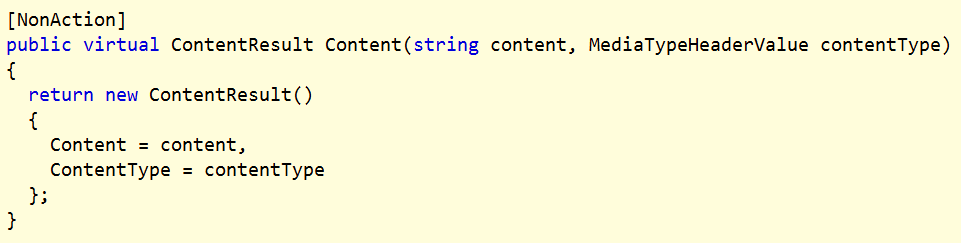 [NonAction]
public virtual ContentResult Content(string content, MediaTypeHeaderValue contentType)
{
  return new ContentResult()
  {
    Content = content,
    ContentType = contentType
  };
}